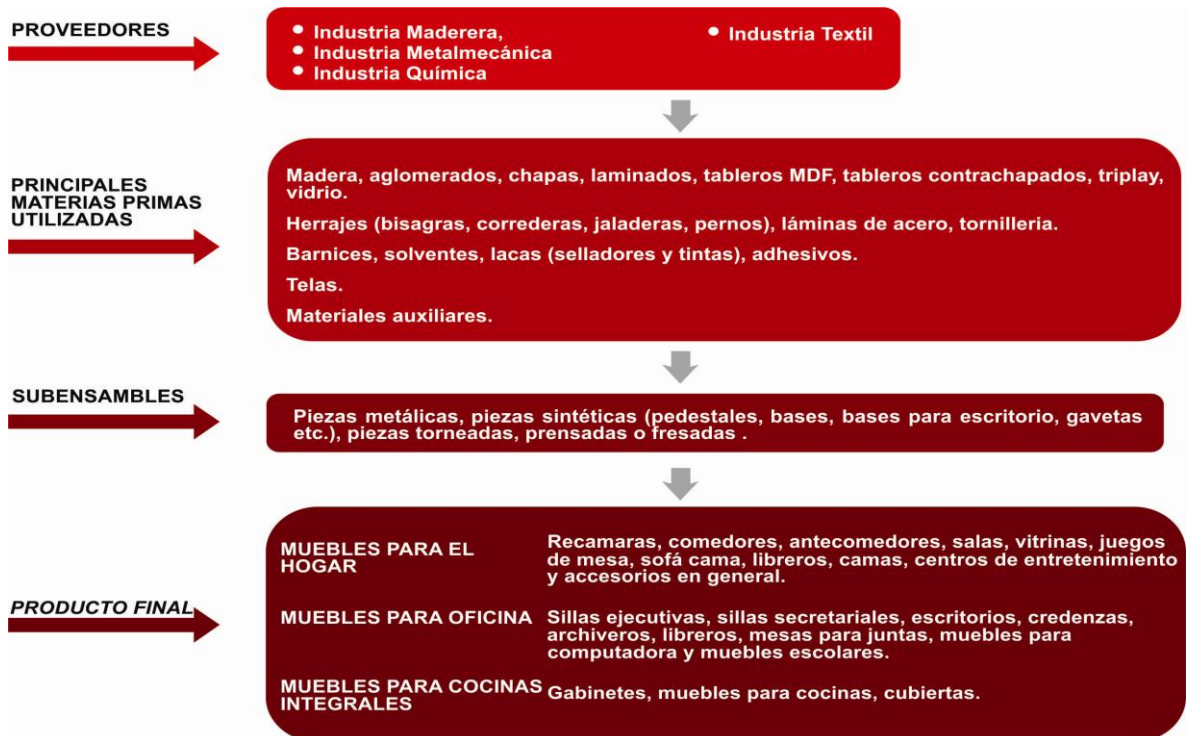 PROVEEDORES
• Industria Maderera,
• Industria Metalmecánica
• Industria Química
• Industria Textil
PRINCIPALES
MATERIAS PRIMAS
UTILIZADAS
Madera, aglomerados, chapas, laminados, tableros MDF, tableros contrachapados, triplay,
vidrio.
Herrajes (bisagras, correderas, jaladeras, pernos), láminas de acero, tornilleria.
Barnices, solventes, lacas (selladores y tintas), adhesivos.
Telas.
Materiales auxiliares.
SUBENSAMBLES
Piezas metálicas, piezas sintéticas (pedestales, bases, bases para escritorio, gavetas
etc.), piezas torneadas, prensadas o fresadas .
PRODUCTO FINAL
MUEBLES PARA EL
HOGAR
Recamaras, comedores, antecomedores, salas, vitrinas, juegos
de mesa, sofá cama, libreros, camas, centros de entretenimiento
y accesorios en general.
MUEBLES PARA OFICINA
Sillas ejecutivas, sillas secretariales, escritorios, credenzas,
archiveros, libreros, mesas para juntas, muebles para
computadora y muebles escolares.
MUEBLES PARA COCINAS
INTEGRALES
Gabinetes, muebles para cocinas, cubiertas.